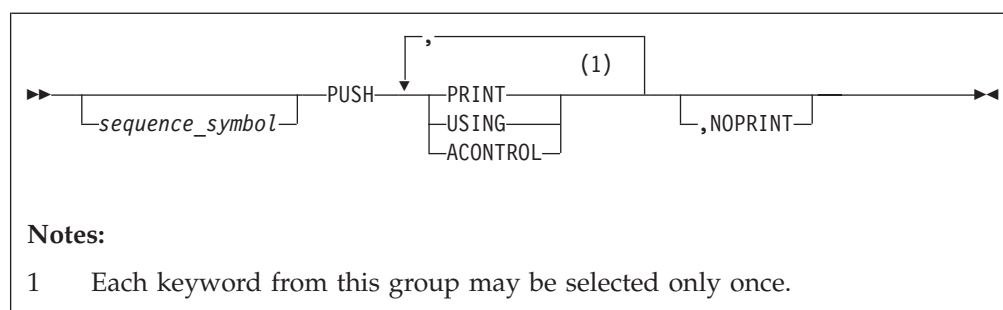 ,
(1)
PUSH PRINT
sequence_symbol USING ,NOPRINT
ACONTROL
Notes:
1 Each keyword from this group may be selected only once.